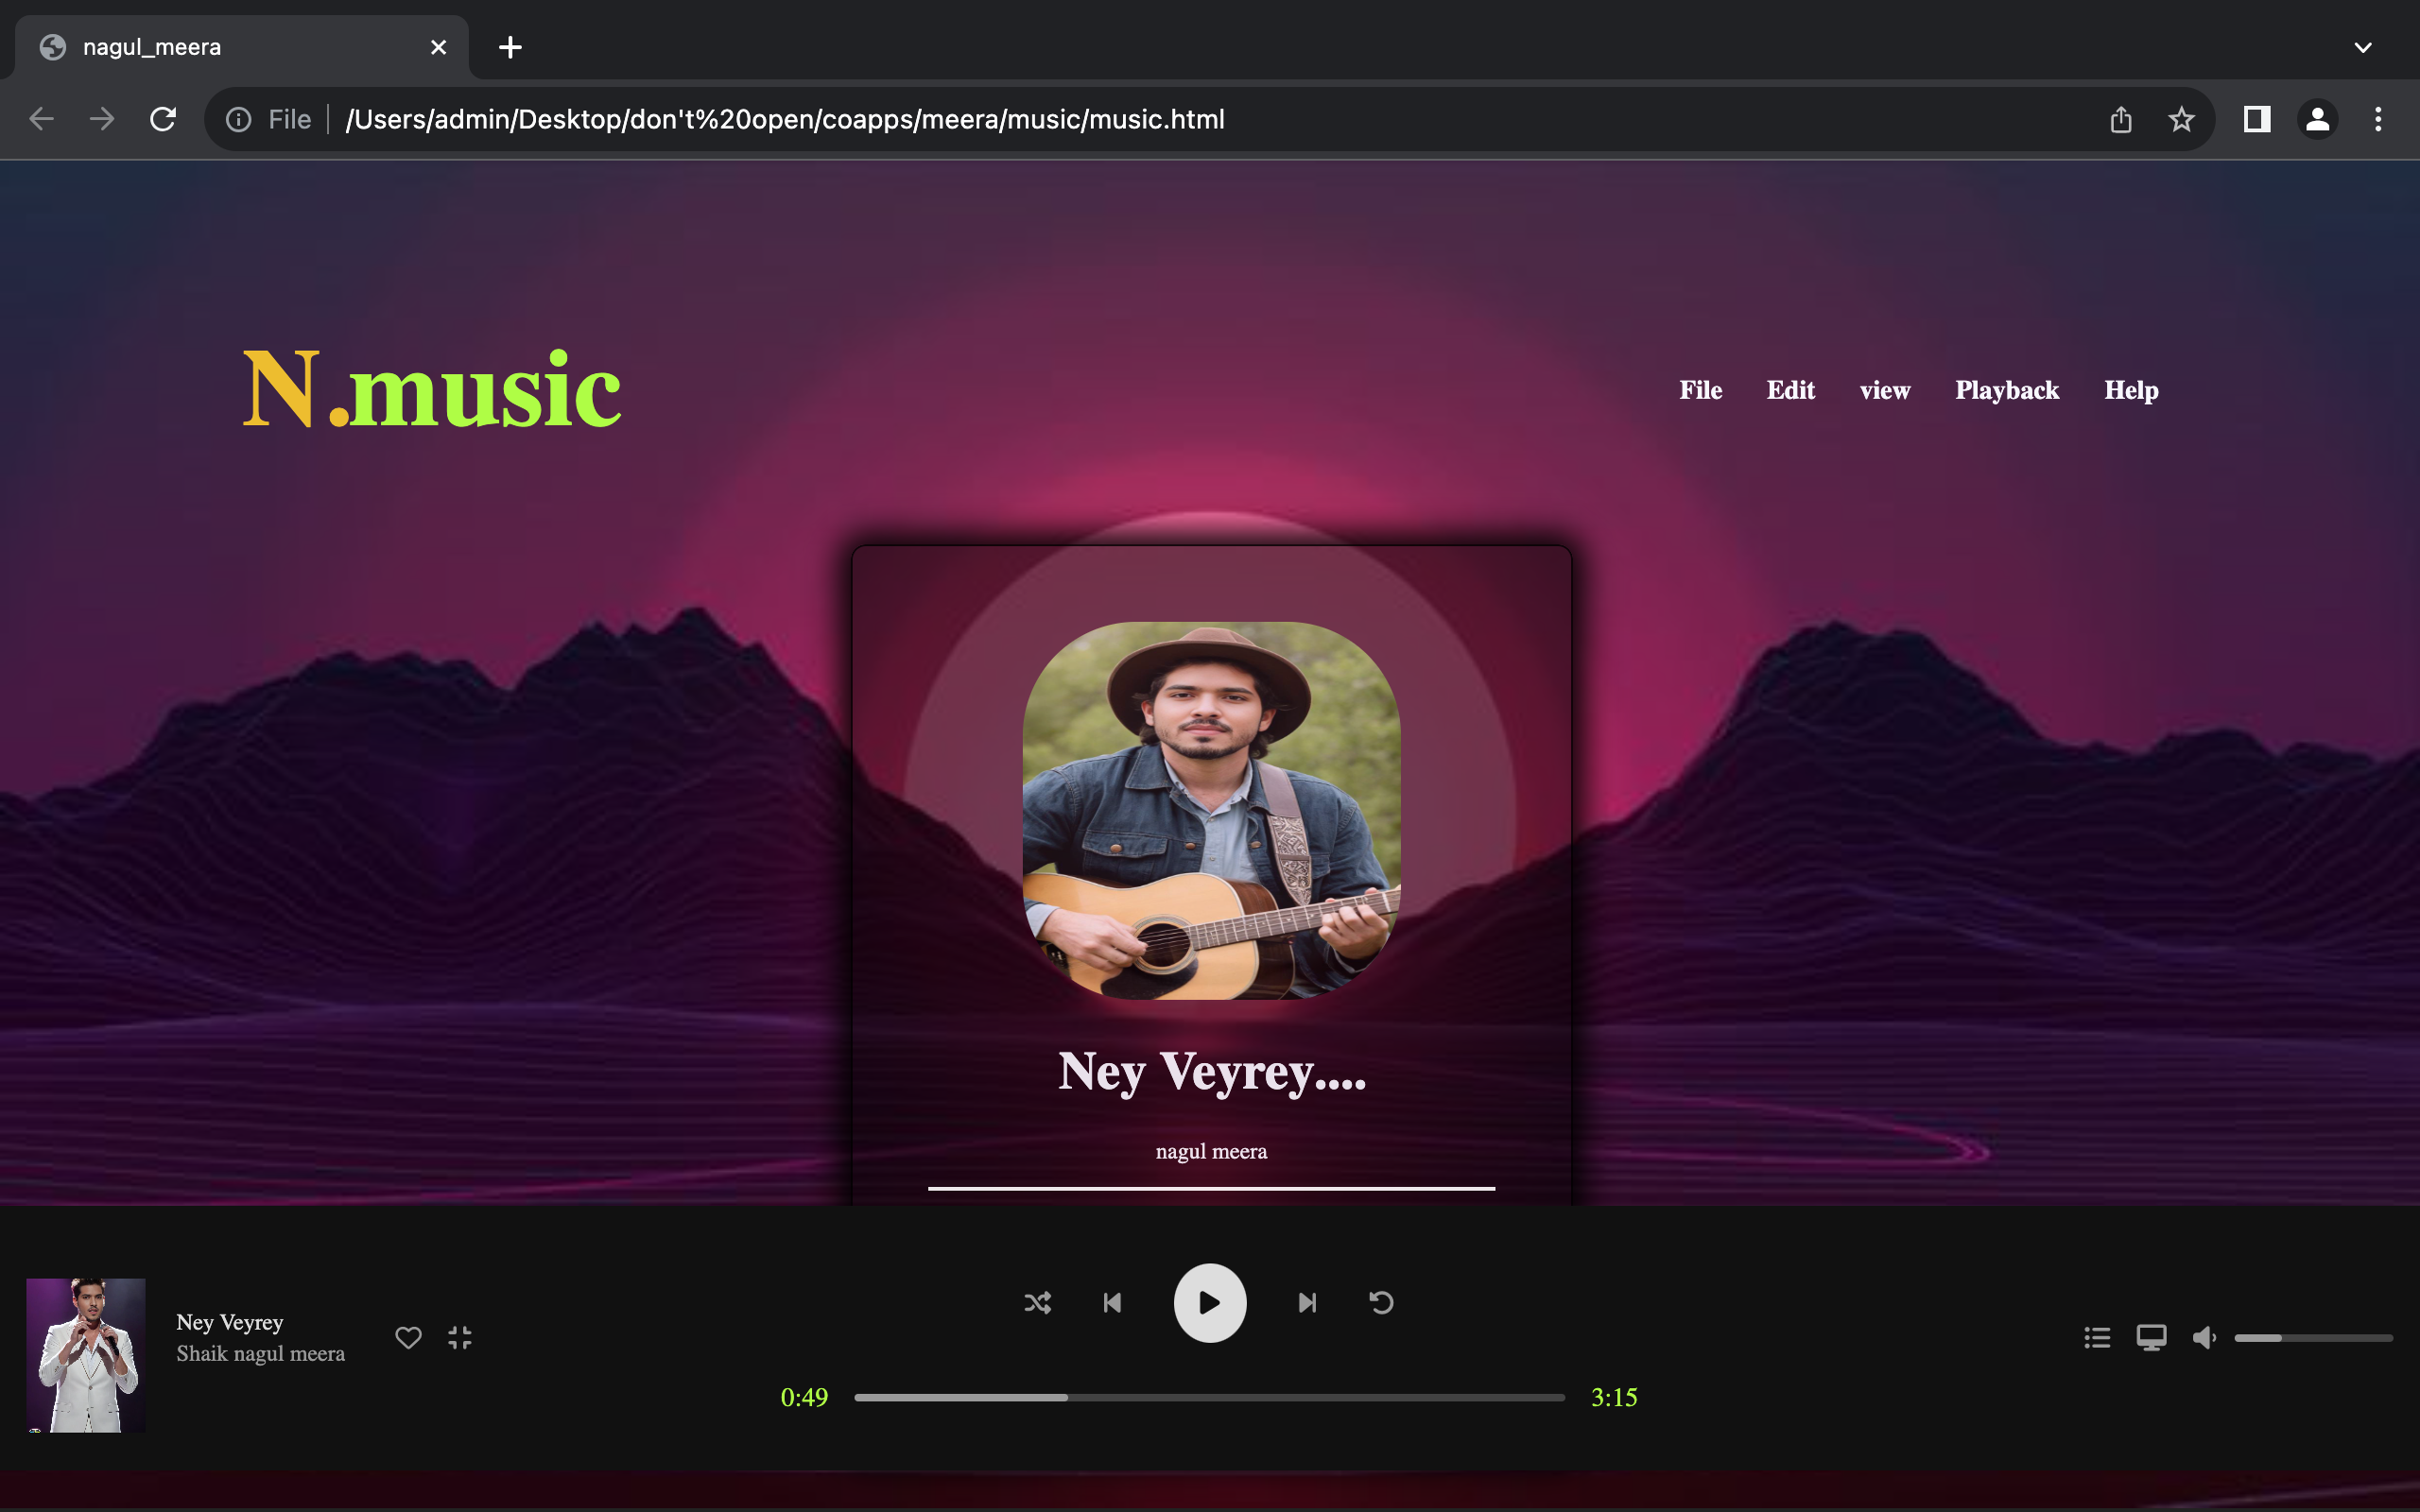 nagul_meera
File /Users/admin/Desktop/don't%20open/coapps/meera/music/music.html
N.music
File Edit view Playback Help
Ney Veyrey....
nagul meera
Ney Veyrey
Shaik nagul meera
0:49 3:15